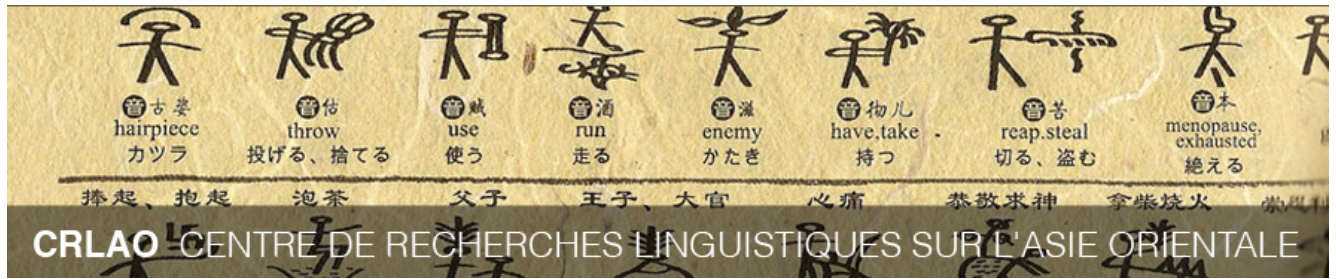 音古婆 音估 音贼 音酒 音滋 音彻儿 音苦 音本
hairpiece throw use run enemy have.take reap.steal menopause, exhausted
カツラ 投げる、捨てる 使う 走る かたき 持つ 切る、盗む 絶える
捧起、抱起 泡茶 父子 王子、大官 心痛 恭敬求神 拿柴烧火
CRLAO CENTRE DE RECHERCHES LINGUISTIQUES SUR L'ASIE ORIENTALE